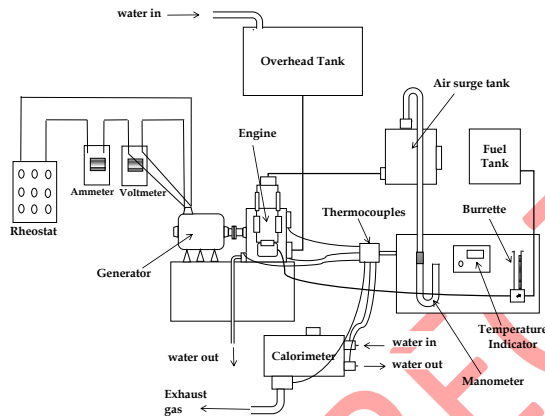 water in
Overhead Tank
Air surge tank
Engine
Fuel
Tank
Ammeter
Voltmeter
Rheostat
Thermocouples
Burrette
Generator
Temperature
Indicator
water in
water out
Calorimeter
water out
Manometer
Exhaust
gas